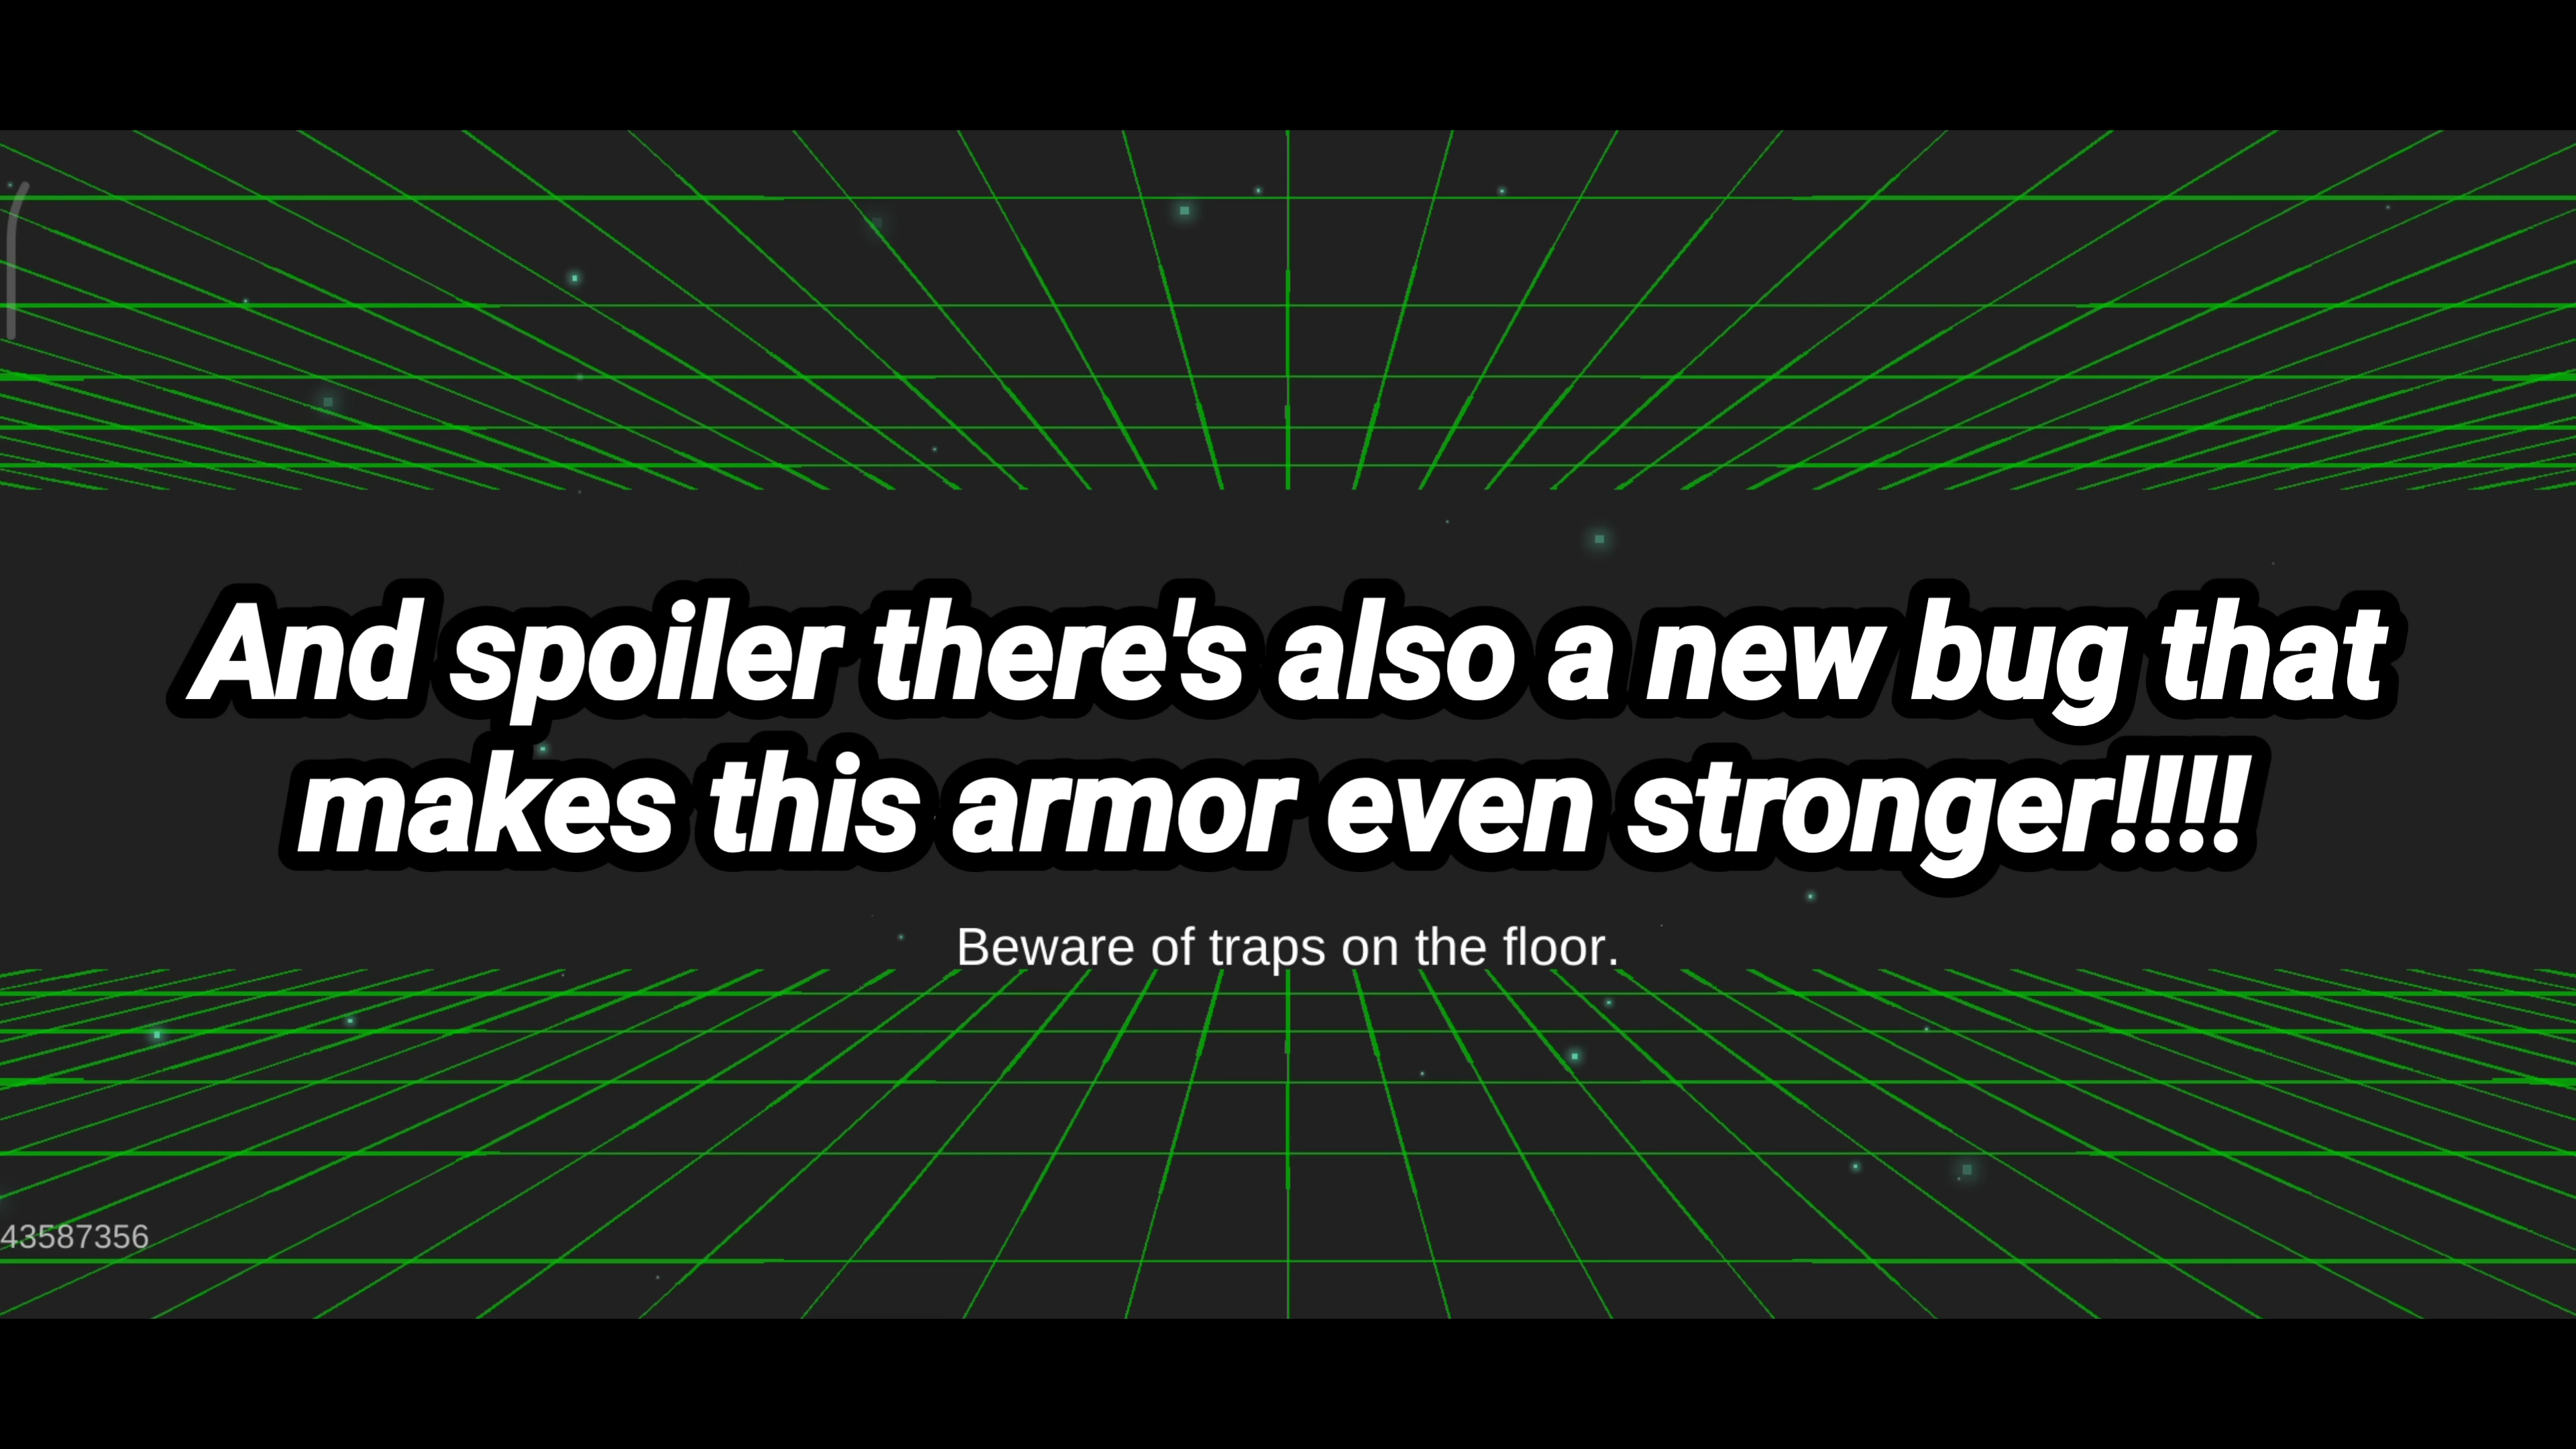 And spoiler there's also a new bug that
makes this armor even stronger!!!!
Beware of traps on the floor.
43587356